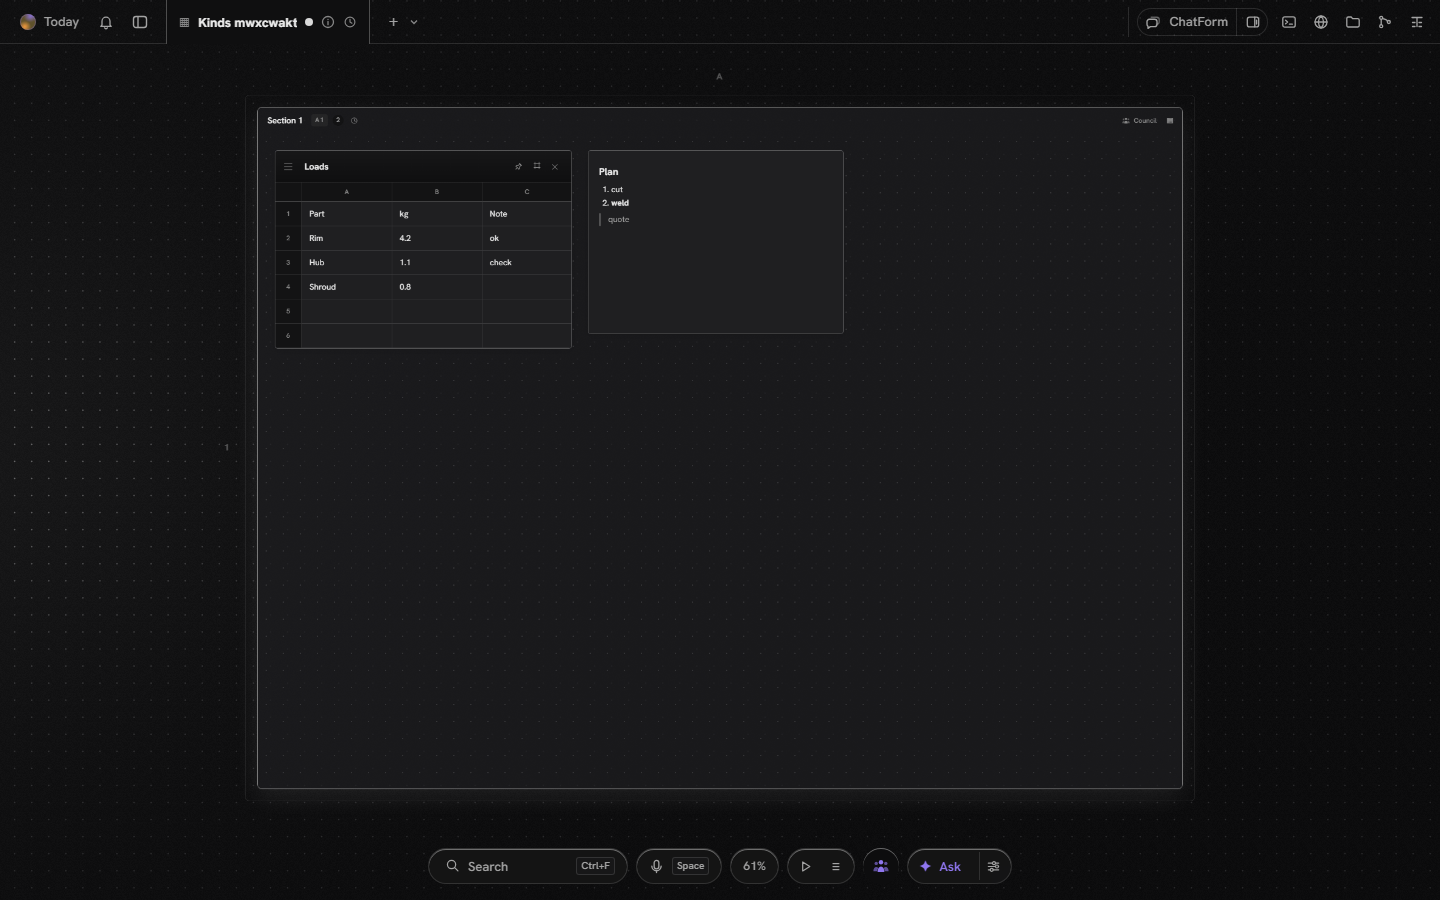 Today
Kinds mwxcwakt
ChatForm
A
Section 1 A1 2
Council
Loads
A B C
1 Part kg Note
2 Rim 4.2 ok
3 Hub 1.1 check
4 Shroud 0.8
5
6
Plan
1. cut
2. weld
quote
1
Search Ctrl+F
Space
61%
Ask